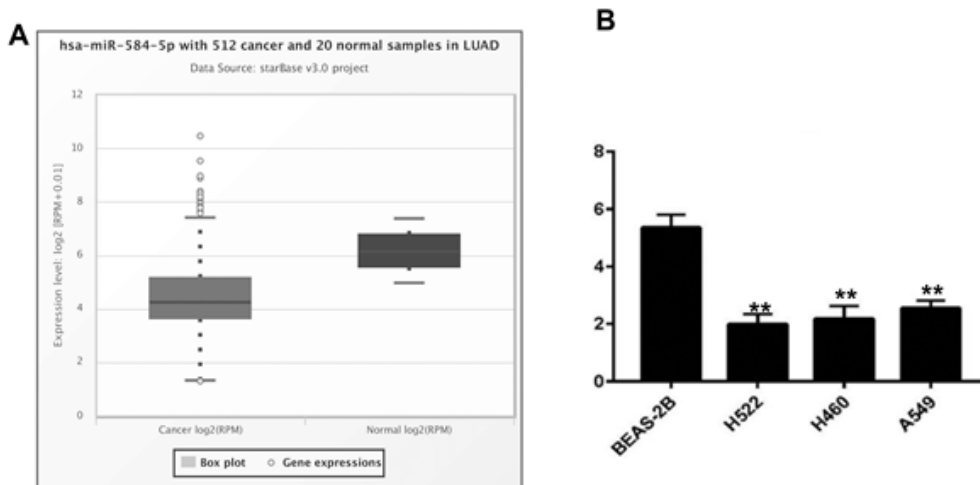 A
hsa-miR-584-5p with 512 cancer and 20 normal samples in LUAD
Data Source: starBase v3.0 project
Expression level: log2 [RPM+0.01]
12
10
8
6
4
2
0
Cancer log2(RPM)
Normal log2(RPM)
Box plot
Gene expressions
B
8
6
4
2
0
**
**
**
BEAS-2B
H522
H460
A549